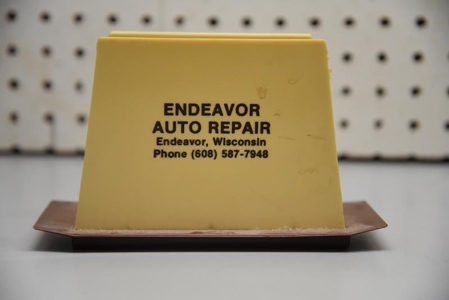 ENDEAVOR
AUTO REPAIR
Endeavor, Wisconsin
Phone (608) 587-7948